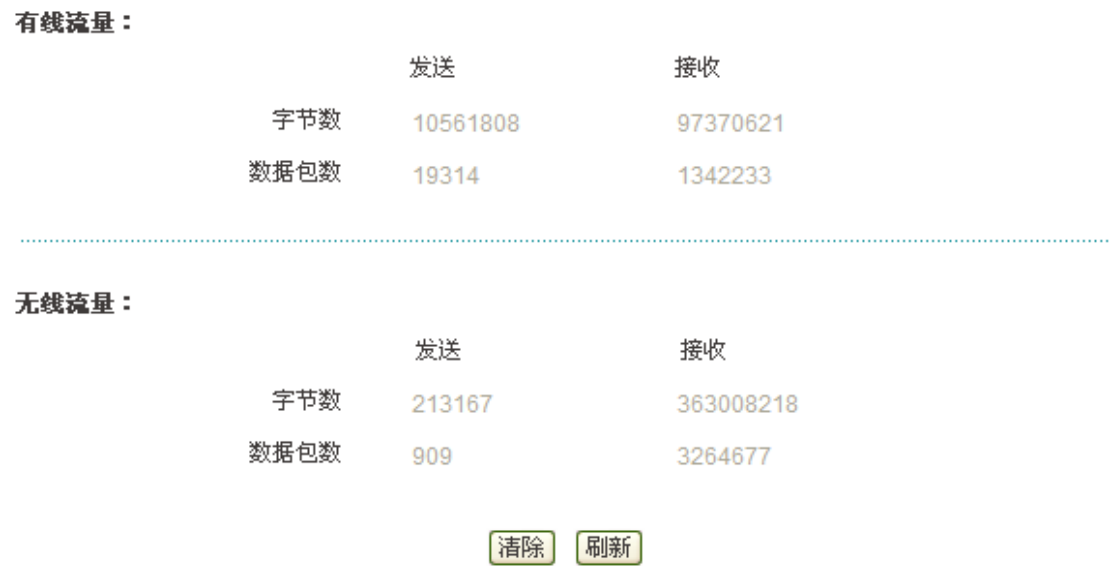 有线流量：
发送 接收
字节数 10561808 97370621
数据包数 19314 1342233
无线流量：
发送 接收
字节数 213167 363008218
数据包数 909 3264677
清除 刷新